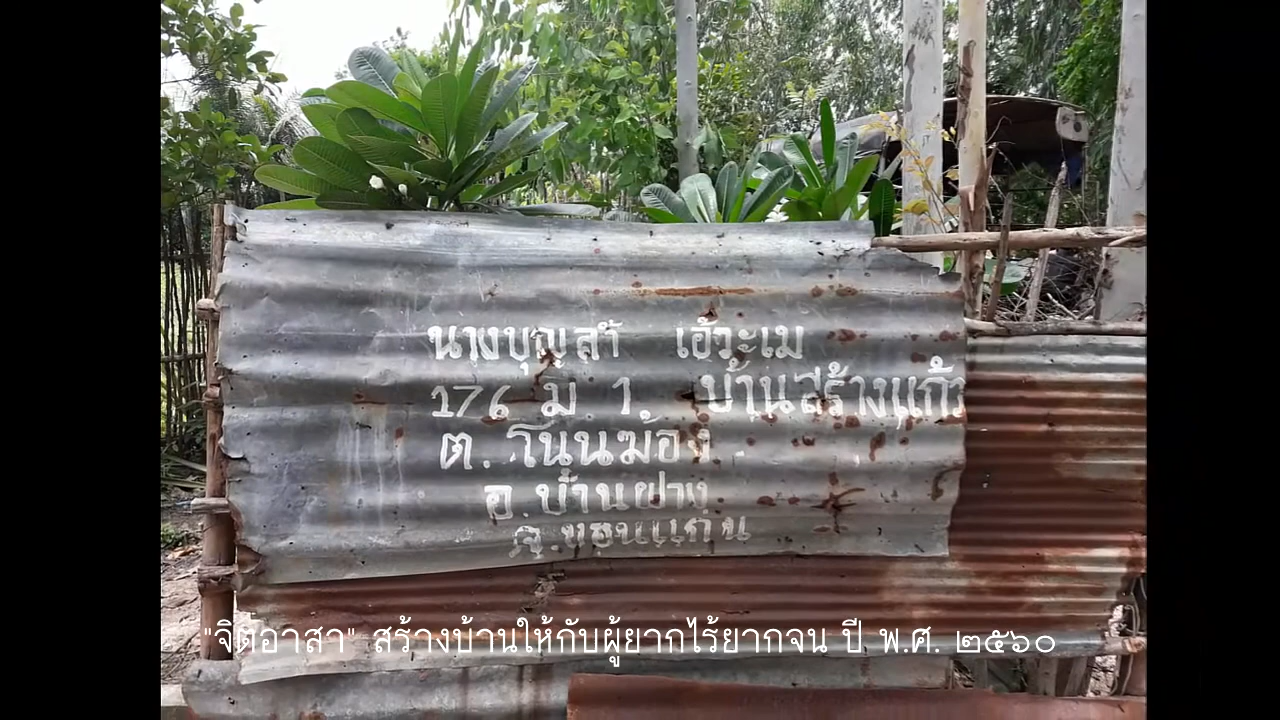 นางบุญสำ เอ้วะเม
176 ม 1. บ้านสร้างแก้ว
ต.โนนฆ้อง.
อ.บ้านฝาง
จ.ขอนแก่น
"จิตอาสา" สร้างบ้านให้กับผู้ยากไร้ยากจน ปี พ.ศ. ๒๕๖๐